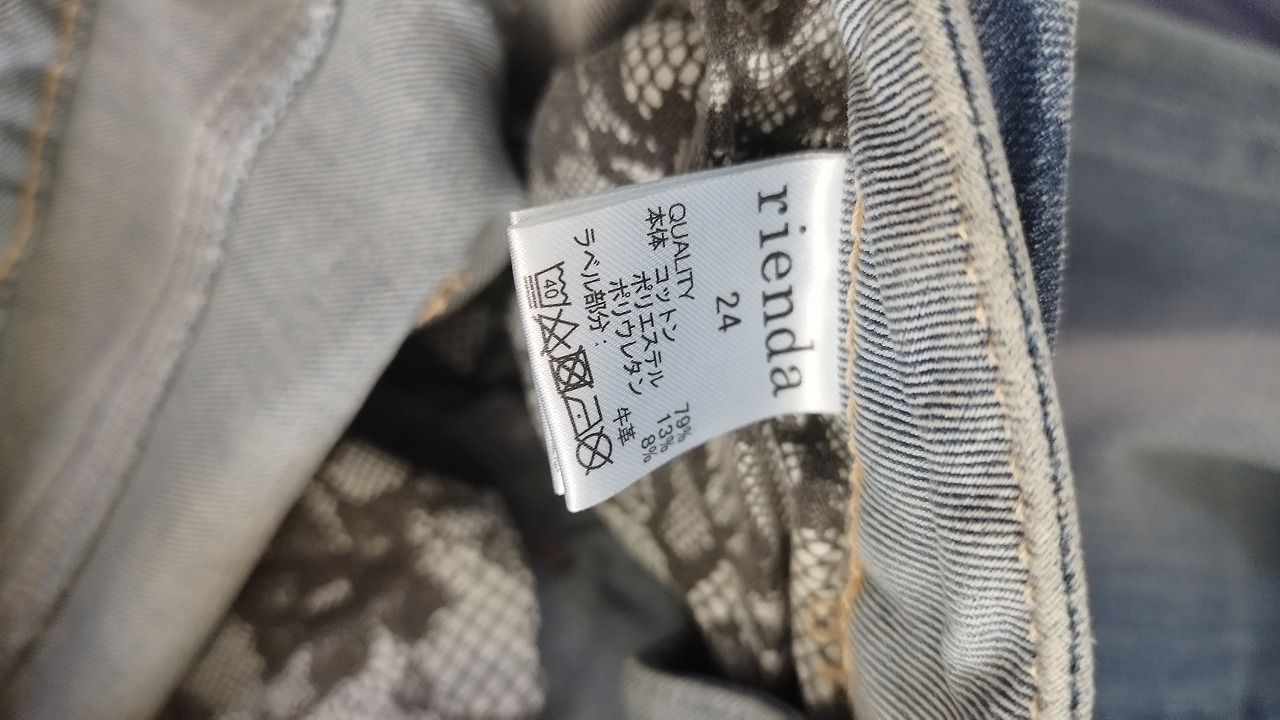 rienda
24
QUALITY
本体 コットン 79%
ポリエステル 13%
ポリウレタン 8%
ラベル部分: 牛革
40